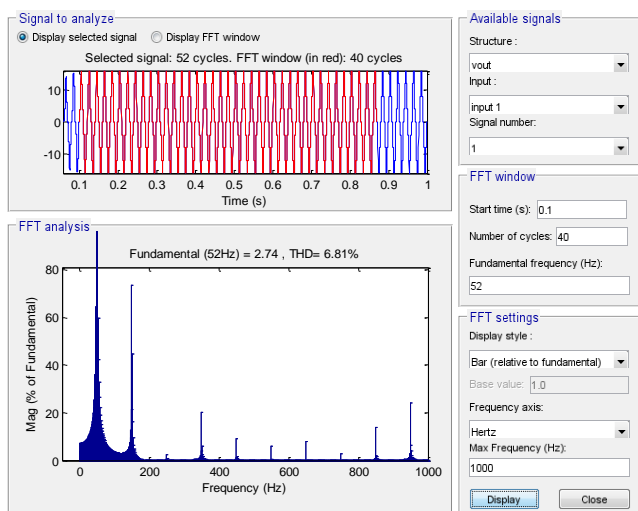 Signal to analyze
Display selected signal
Display FFT window
Selected signal: 52 cycles. FFT window (in red): 40 cycles
10
0
-10
0.1 0.2 0.3 0.4 0.5 0.6 0.7 0.8 0.9 1
Time (s)
FFT analysis
Fundamental (52Hz) = 2.74 , THD= 6.81%
Mag (% of Fundamental)
80
60
40
20
0
0 200 400 600 800 1000
Frequency (Hz)
Available signals
Structure :
vout
Input :
input 1
Signal number:
1
FFT window
Start time (s): 0.1
Number of cycles: 40
Fundamental frequency (Hz):
52
FFT settings
Display style :
Bar (relative to fundamental)
Base value: 1.0
Frequency axis:
Hertz
Max Frequency (Hz):
1000
Display
Close